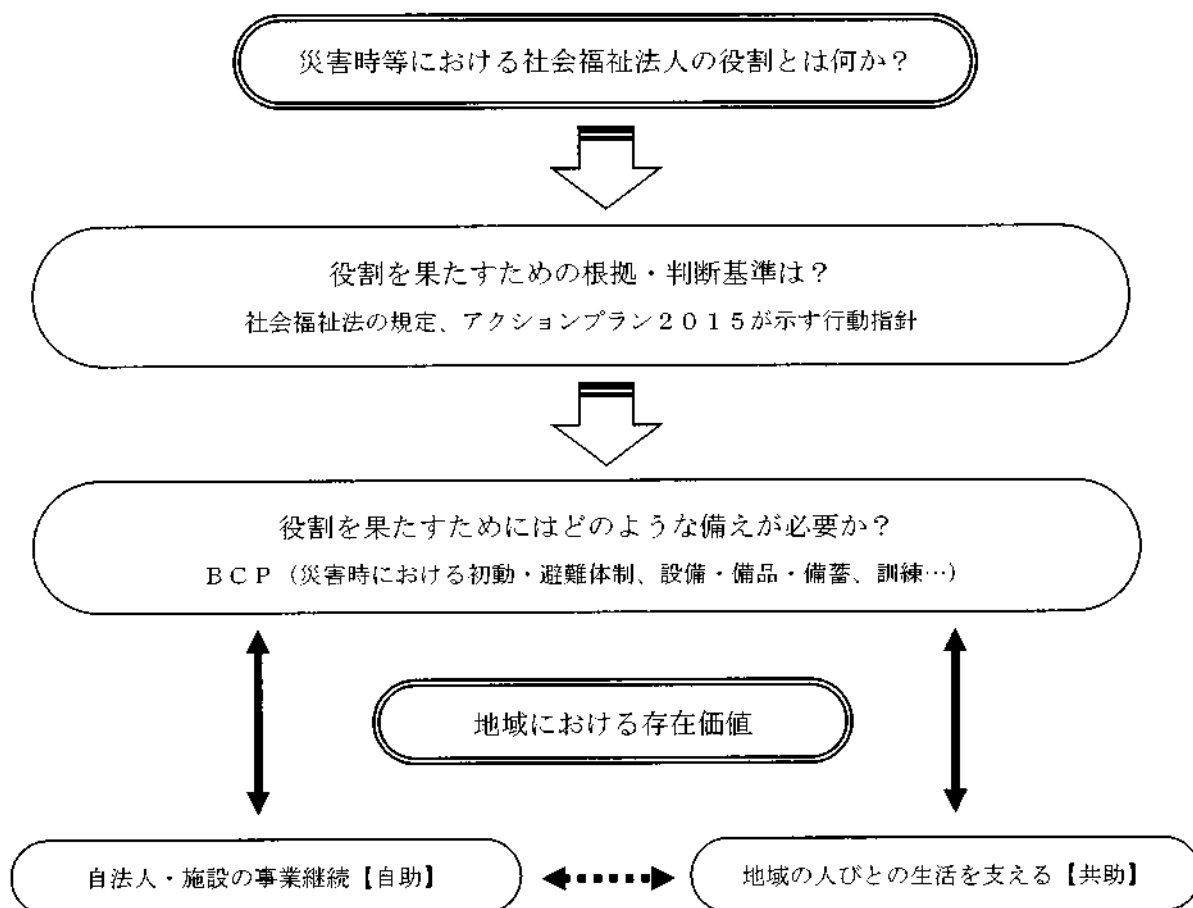 災害時等における社会福祉法人の役割とは何か？
役割を果たすための根拠・判断基準は？
社会福祉法の規定、アクションプラン２０１５が示す行動指針
役割を果たすためにはどのような備えが必要か？
ＢＣＰ（災害時における初動・避難体制、設備・備品・備蓄、訓練…）
地域における存在価値
自法人・施設の事業継続【自助】
地域の人びとの生活を支える【共助】